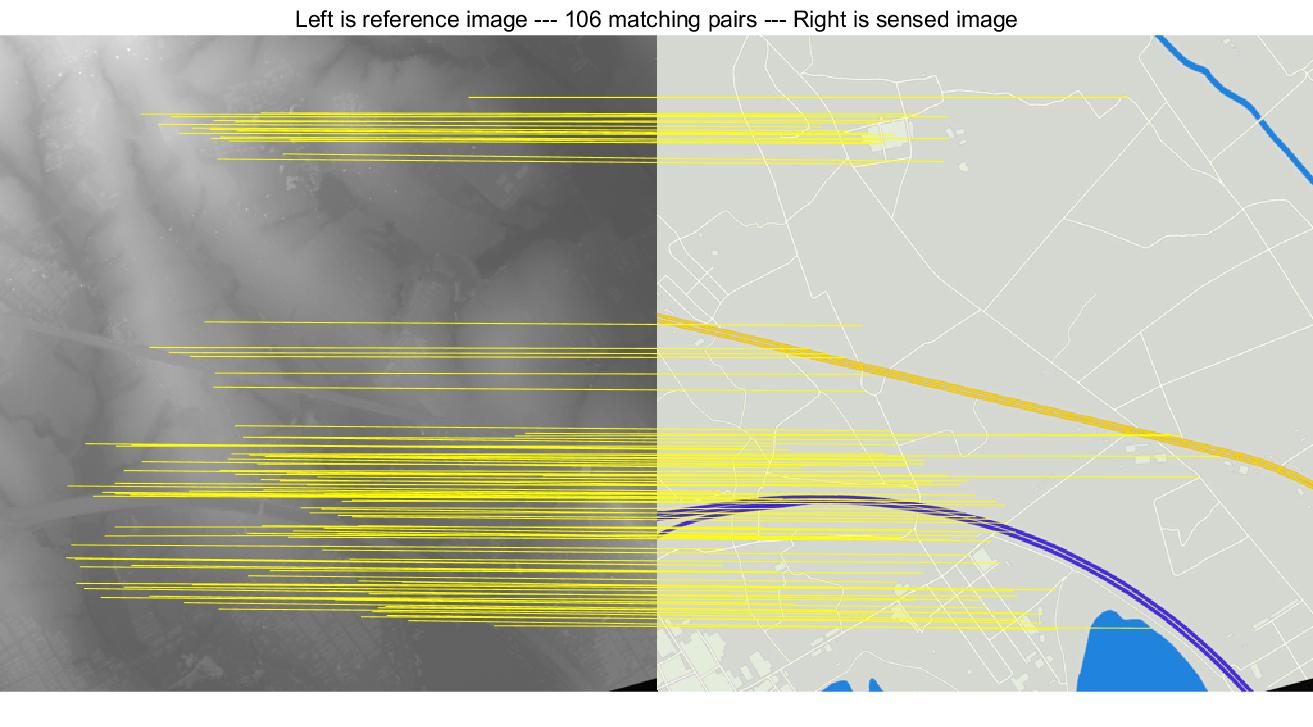 Left is reference image --- 106 matching pairs --- Right is sensed image